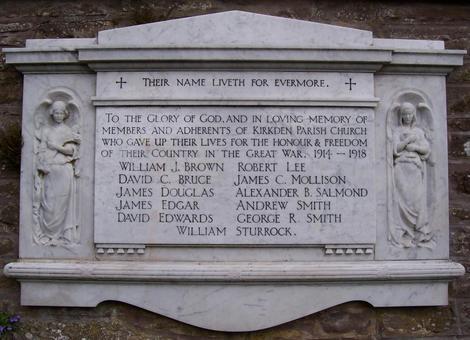 Their name liveth for evermore.
To the glory of God, and in loving memory of
members and adherents of Kirkden Parish Church
who gave up their lives for the honour & freedom
of their Country in the Great War, 1914 — 1918
William J. Brown Robert Lee
David C. Bruce James C. Mollison
James Douglas Alexander B. Salmond
James Edgar Andrew Smith
David Edwards George R. Smith
William Sturrock.